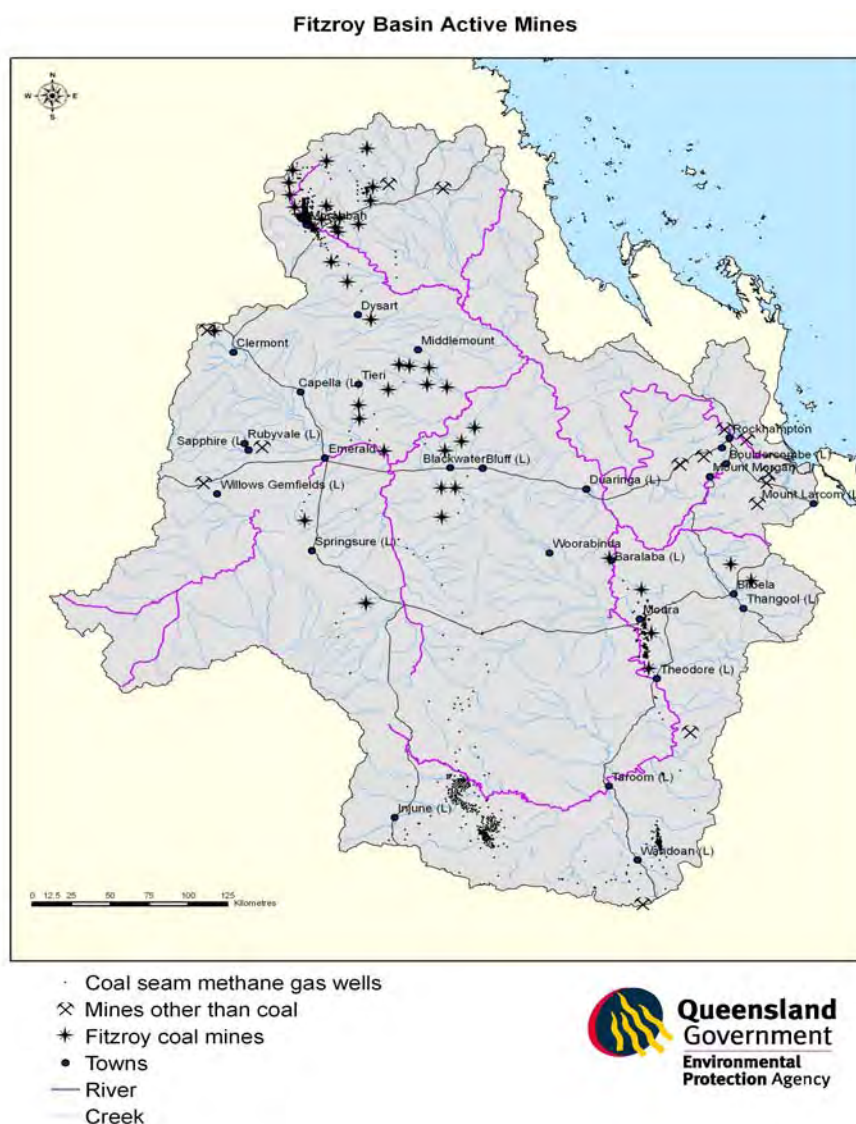 Fitzroy Basin Active Mines
N
W E
S
Moranbah
Dysart
Middlemount
Clermont
Capella (L)
Tieri
Rockhampton
Sapphire (L)
Rubyvale (L)
Emerald
Bouldercombe (L)
Blackwater
Bluff (L)
Mount Morgan
Willows Gemfields (L)
Duaringa (L)
Mount Larcom (L
Springsure (L)
Woorabinda
Baralaba (L)
Biloela
Thangool (L)
Moura
Theodore (L)
Taroom (L)
Injune (L)
Wandoan (L)
0 12.5 25 50 75 100 125
Kilometres
Coal seam methane gas wells
Mines other than coal
Fitzroy coal mines
Towns
River
Creek
Queensland
Government
Environmental
Protection Agency